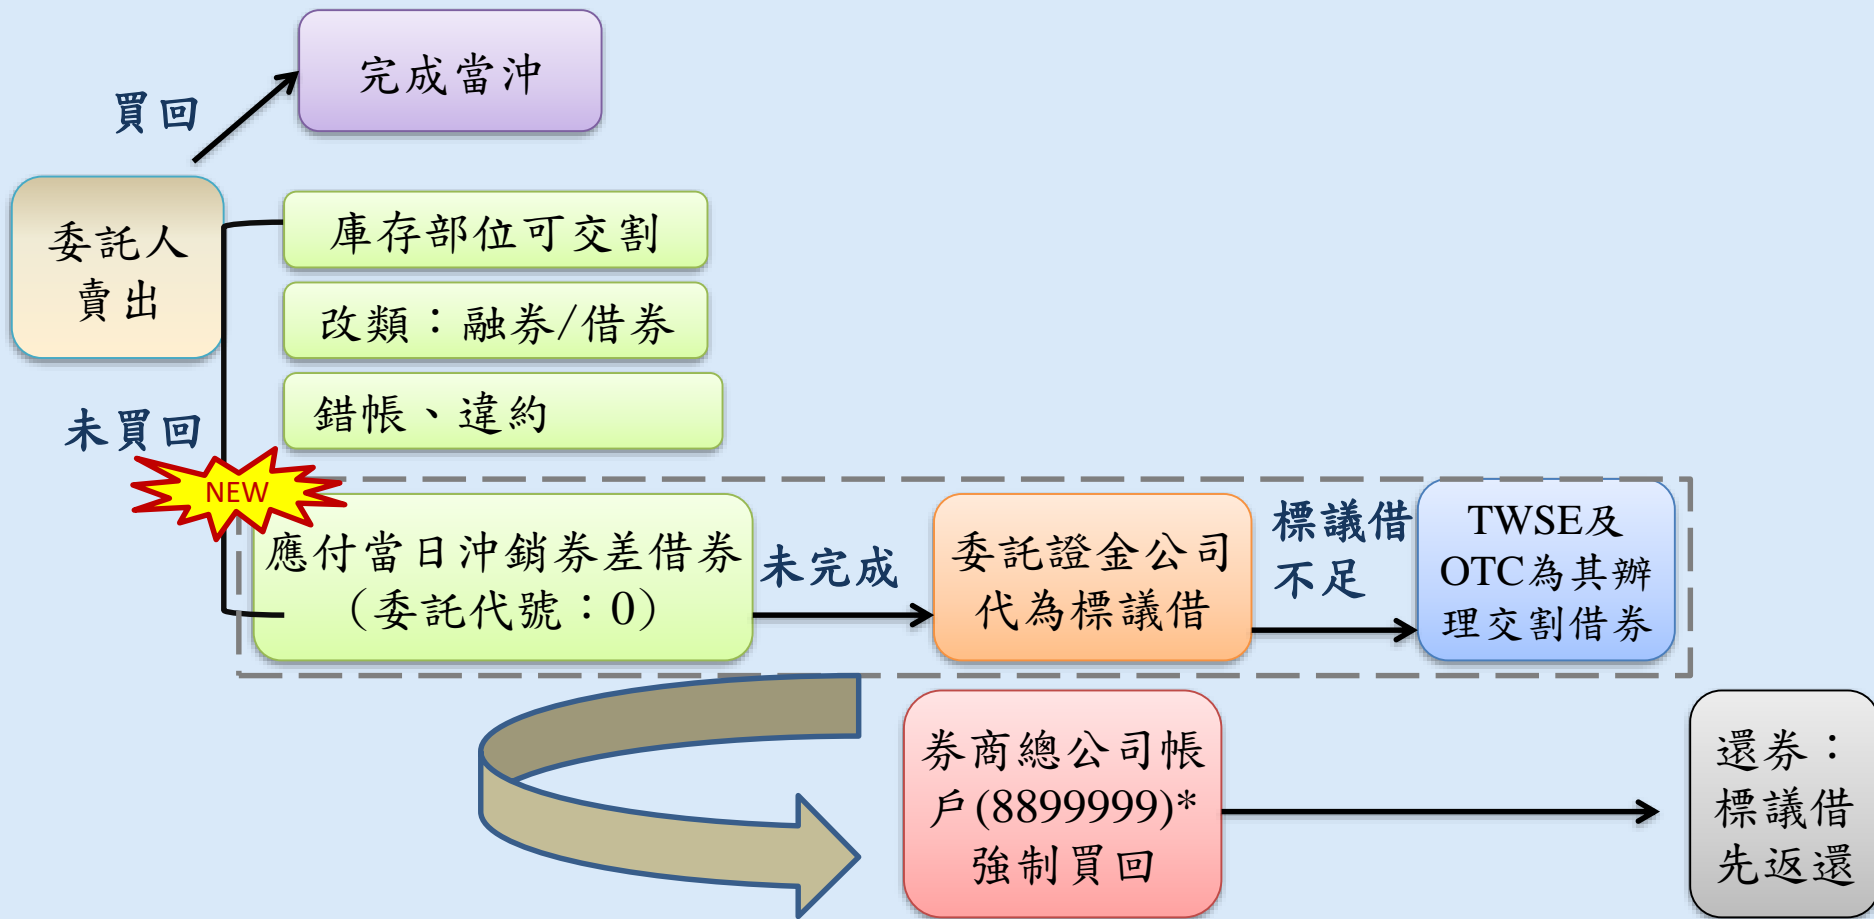 完成當沖
買回
委託人
賣出
庫存部位可交割
改類：融券/借券
錯帳、違約
未買回
NEW
應付當日沖銷券差借券
（委託代號：0）
未完成
委託證金公司
代為標議借
標議借
不足
TWSE及
OTC為其辦
理交割借券
券商總公司帳
戶(8899999)*
強制買回
還券：
標議借
先返還